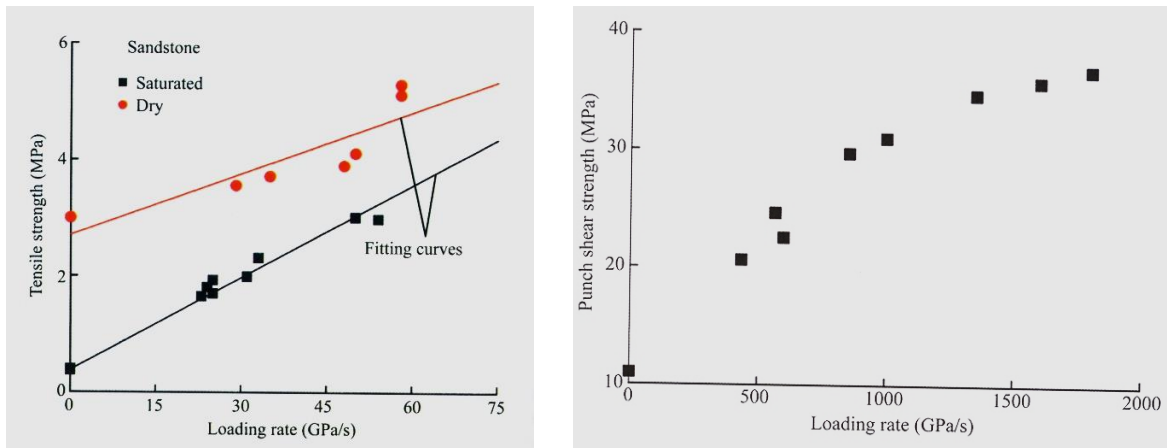 6
Sandstone
Saturated
Dry
4
2
0
Fitting curves
Tensile strength (MPa)
0 15 30 45 60 75
Loading rate (GPa/s)
40
30
20
10
Punch shear strength (MPa)
0 500 1000 1500 2000
Loading rate (GPa/s)